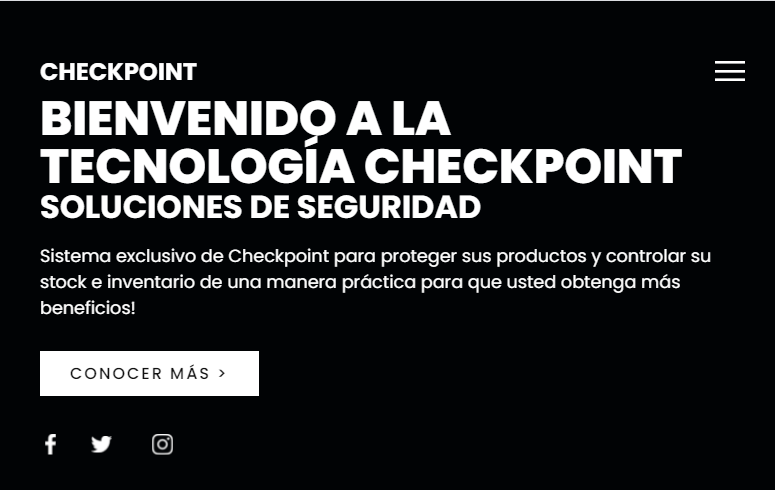 CHECKPOINT
BIENVENIDO A LA
TECNOLOGÍA CHECKPOINT
SOLUCIONES DE SEGURIDAD
Sistema exclusivo de Checkpoint para proteger sus productos y controlar su
stock e inventario de una manera práctica para que usted obtenga más
beneficios!
CONOCER MÁS >